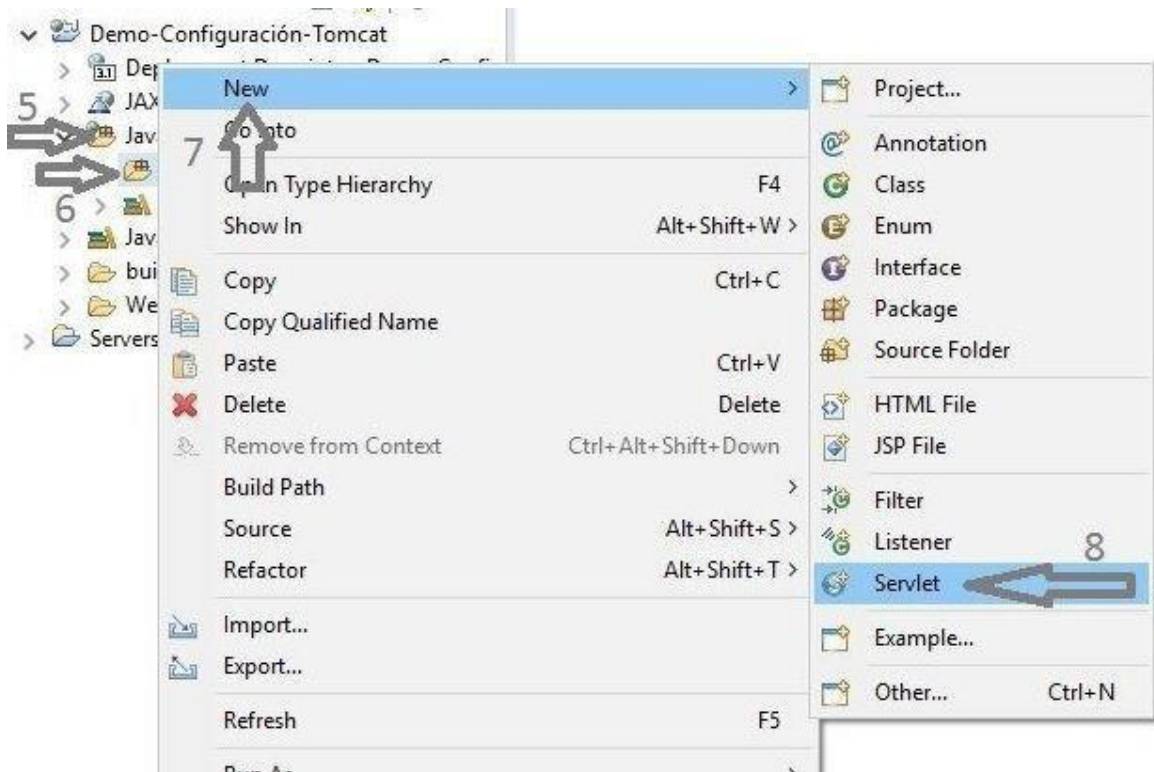 Demo-Configuración-Tomcat
New
Project...
5
JAX
Jav
7
Annotation
Class
6
Open Type Hierarchy F4
Show In Alt+Shift+W >
Enum
Jav
bui
Interface
Copy Ctrl+C
We
Package
Copy Qualified Name
Servers
Source Folder
Paste Ctrl+V
Delete Delete
HTML File
Remove from Context Ctrl+Alt+Shift+Down
JSP File
Build Path >
Filter
Source Alt+Shift+S >
Listener
8
Refactor Alt+Shift+T >
Servlet
Import...
Example...
Export...
Other... Ctrl+N
Refresh F5